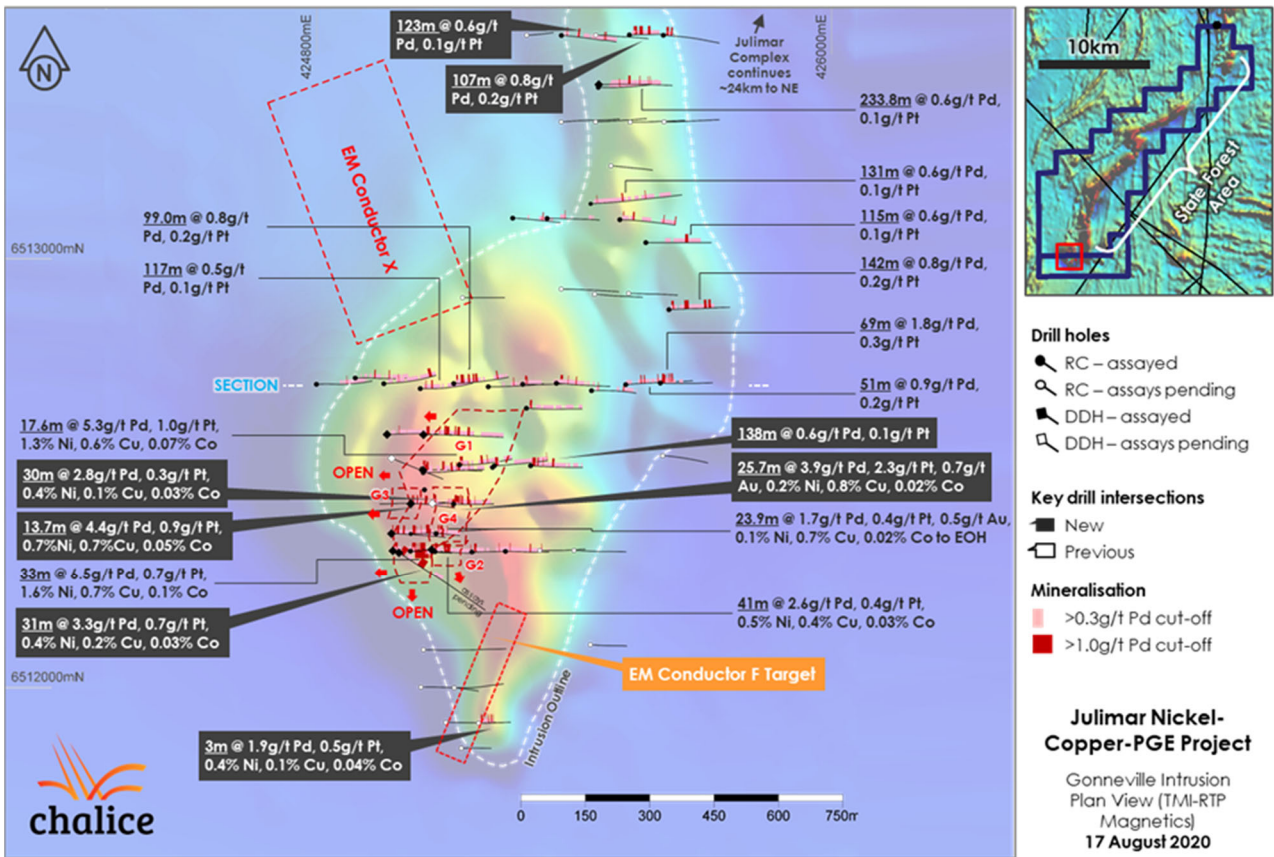 123m @ 0.6g/t
Pd, 0.1g/t Pt
424800mE
Julimar
Complex
continues
~24km to NE
426000mE
N
107m @ 0.8g/t
Pd, 0.2g/t Pt
233.8m @ 0.6g/t Pd,
0.1g/t Pt
EM Conductor X
131m @ 0.6g/t Pd,
0.1g/t Pt
99.0m @ 0.8g/t
Pd, 0.2g/t Pt
115m @ 0.6g/t Pd,
0.1g/t Pt
6513000mN
117m @ 0.5g/t
Pd, 0.1g/t Pt
142m @ 0.8g/t Pd,
0.2g/t Pt
69m @ 1.8g/t Pd,
0.3g/t Pt
SECTION
51m @ 0.9g/t Pd,
0.2g/t Pt
17.6m @ 5.3g/t Pd, 1.0g/t Pt,
1.3% Ni, 0.6% Cu, 0.07% Co
G1
138m @ 0.6g/t Pd, 0.1g/t Pt
OPEN
30m @ 2.8g/t Pd, 0.3g/t Pt,
0.4% Ni, 0.1% Cu, 0.03% Co
25.7m @ 3.9g/t Pd, 2.3g/t Pt, 0.7g/t
Au, 0.2% Ni, 0.8% Cu, 0.02% Co
G3
G4
13.7m @ 4.4g/t Pd, 0.9g/t Pt,
0.7%Ni, 0.7%Cu, 0.05% Co
23.9m @ 1.7g/t Pd, 0.4g/t Pt, 0.5g/t Au,
0.1% Ni, 0.7% Cu, 0.02% Co to EOH
G2
33m @ 6.5g/t Pd, 0.7g/t Pt,
1.6% Ni, 0.7% Cu, 0.1% Co
assays
pending
OPEN
31m @ 3.3g/t Pd, 0.7g/t Pt,
0.4% Ni, 0.2% Cu, 0.03% Co
41m @ 2.6g/t Pd, 0.4g/t Pt,
0.5% Ni, 0.4% Cu, 0.03% Co
EM Conductor F Target
6512000mN
Intrusion Outline
3m @ 1.9g/t Pd, 0.5g/t Pt,
0.4% Ni, 0.1% Cu, 0.04% Co
chalice
0 150 300 450 600 750m
10km
State Forest
Area
Drill holes
RC – assayed
RC – assays pending
DDH – assayed
DDH – assays pending
Key drill intersections
New
Previous
Mineralisation
>0.3g/t Pd cut-off
>1.0g/t Pd cut-off
Julimar Nickel-
Copper-PGE Project
Gonneville Intrusion
Plan View (TMI-RTP
Magnetics)
17 August 2020